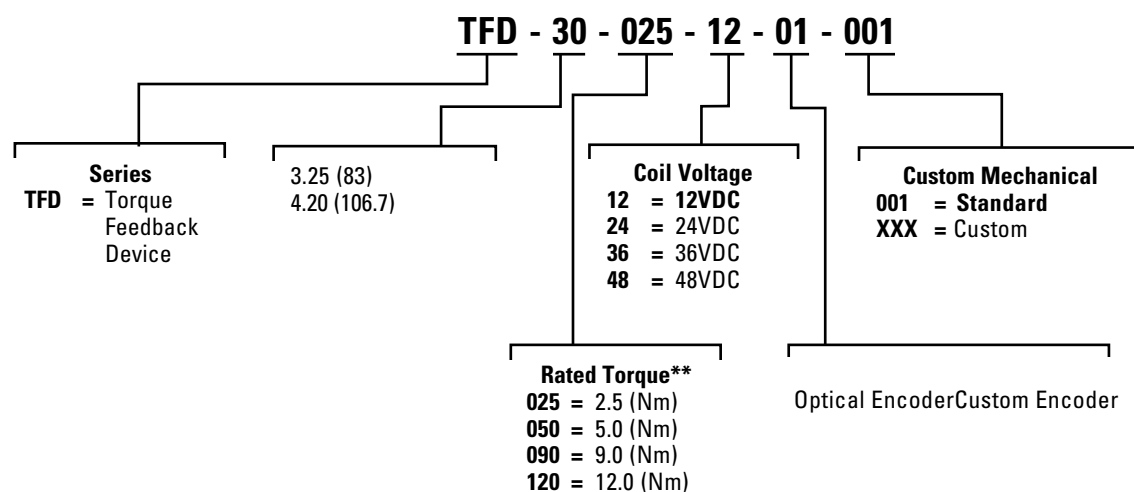 TFD - 30 - 025 - 12 - 01 - 001
Series
TFD = Torque
Feedback
Device
3.25 (83)
4.20 (106.7)
Coil Voltage
12 = 12VDC
24 = 24VDC
36 = 36VDC
48 = 48VDC
Custom Mechanical
001 = Standard
XXX = Custom
Rated Torque**
025 = 2.5 (Nm)
050 = 5.0 (Nm)
090 = 9.0 (Nm)
120 = 12.0 (Nm)
Optical EncoderCustom Encoder